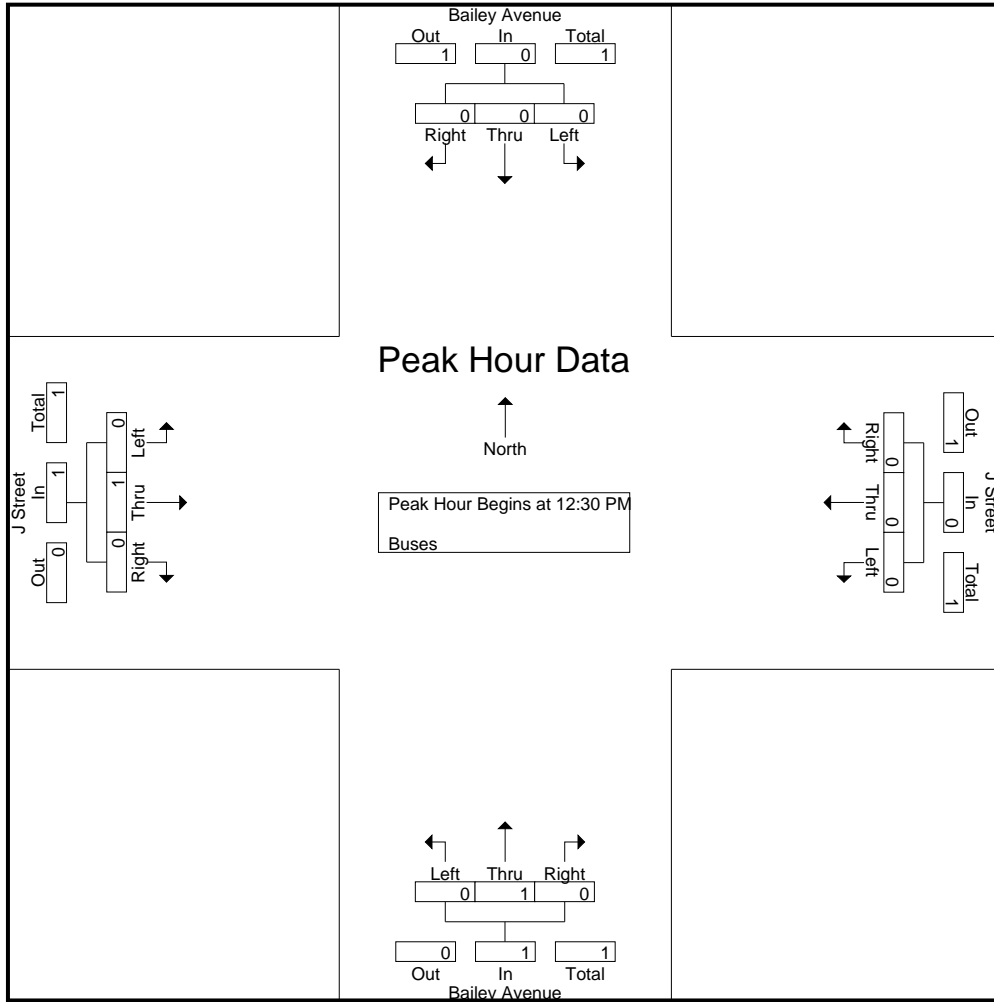 Bailey Avenue
Out In Total
1 0 1
0 0 0
Right Thru Left
Peak Hour Data
North
Peak Hour Begins at 12:30 PM
Buses
J Street
Total In Out
1 1 0
0 1 0
Left Thru Right
Right Thru Left
0 0 0
Out In Total
1 0 1
J Street
Left Thru Right
0 1 0
0 1 1
Out In Total
Bailey Avenue